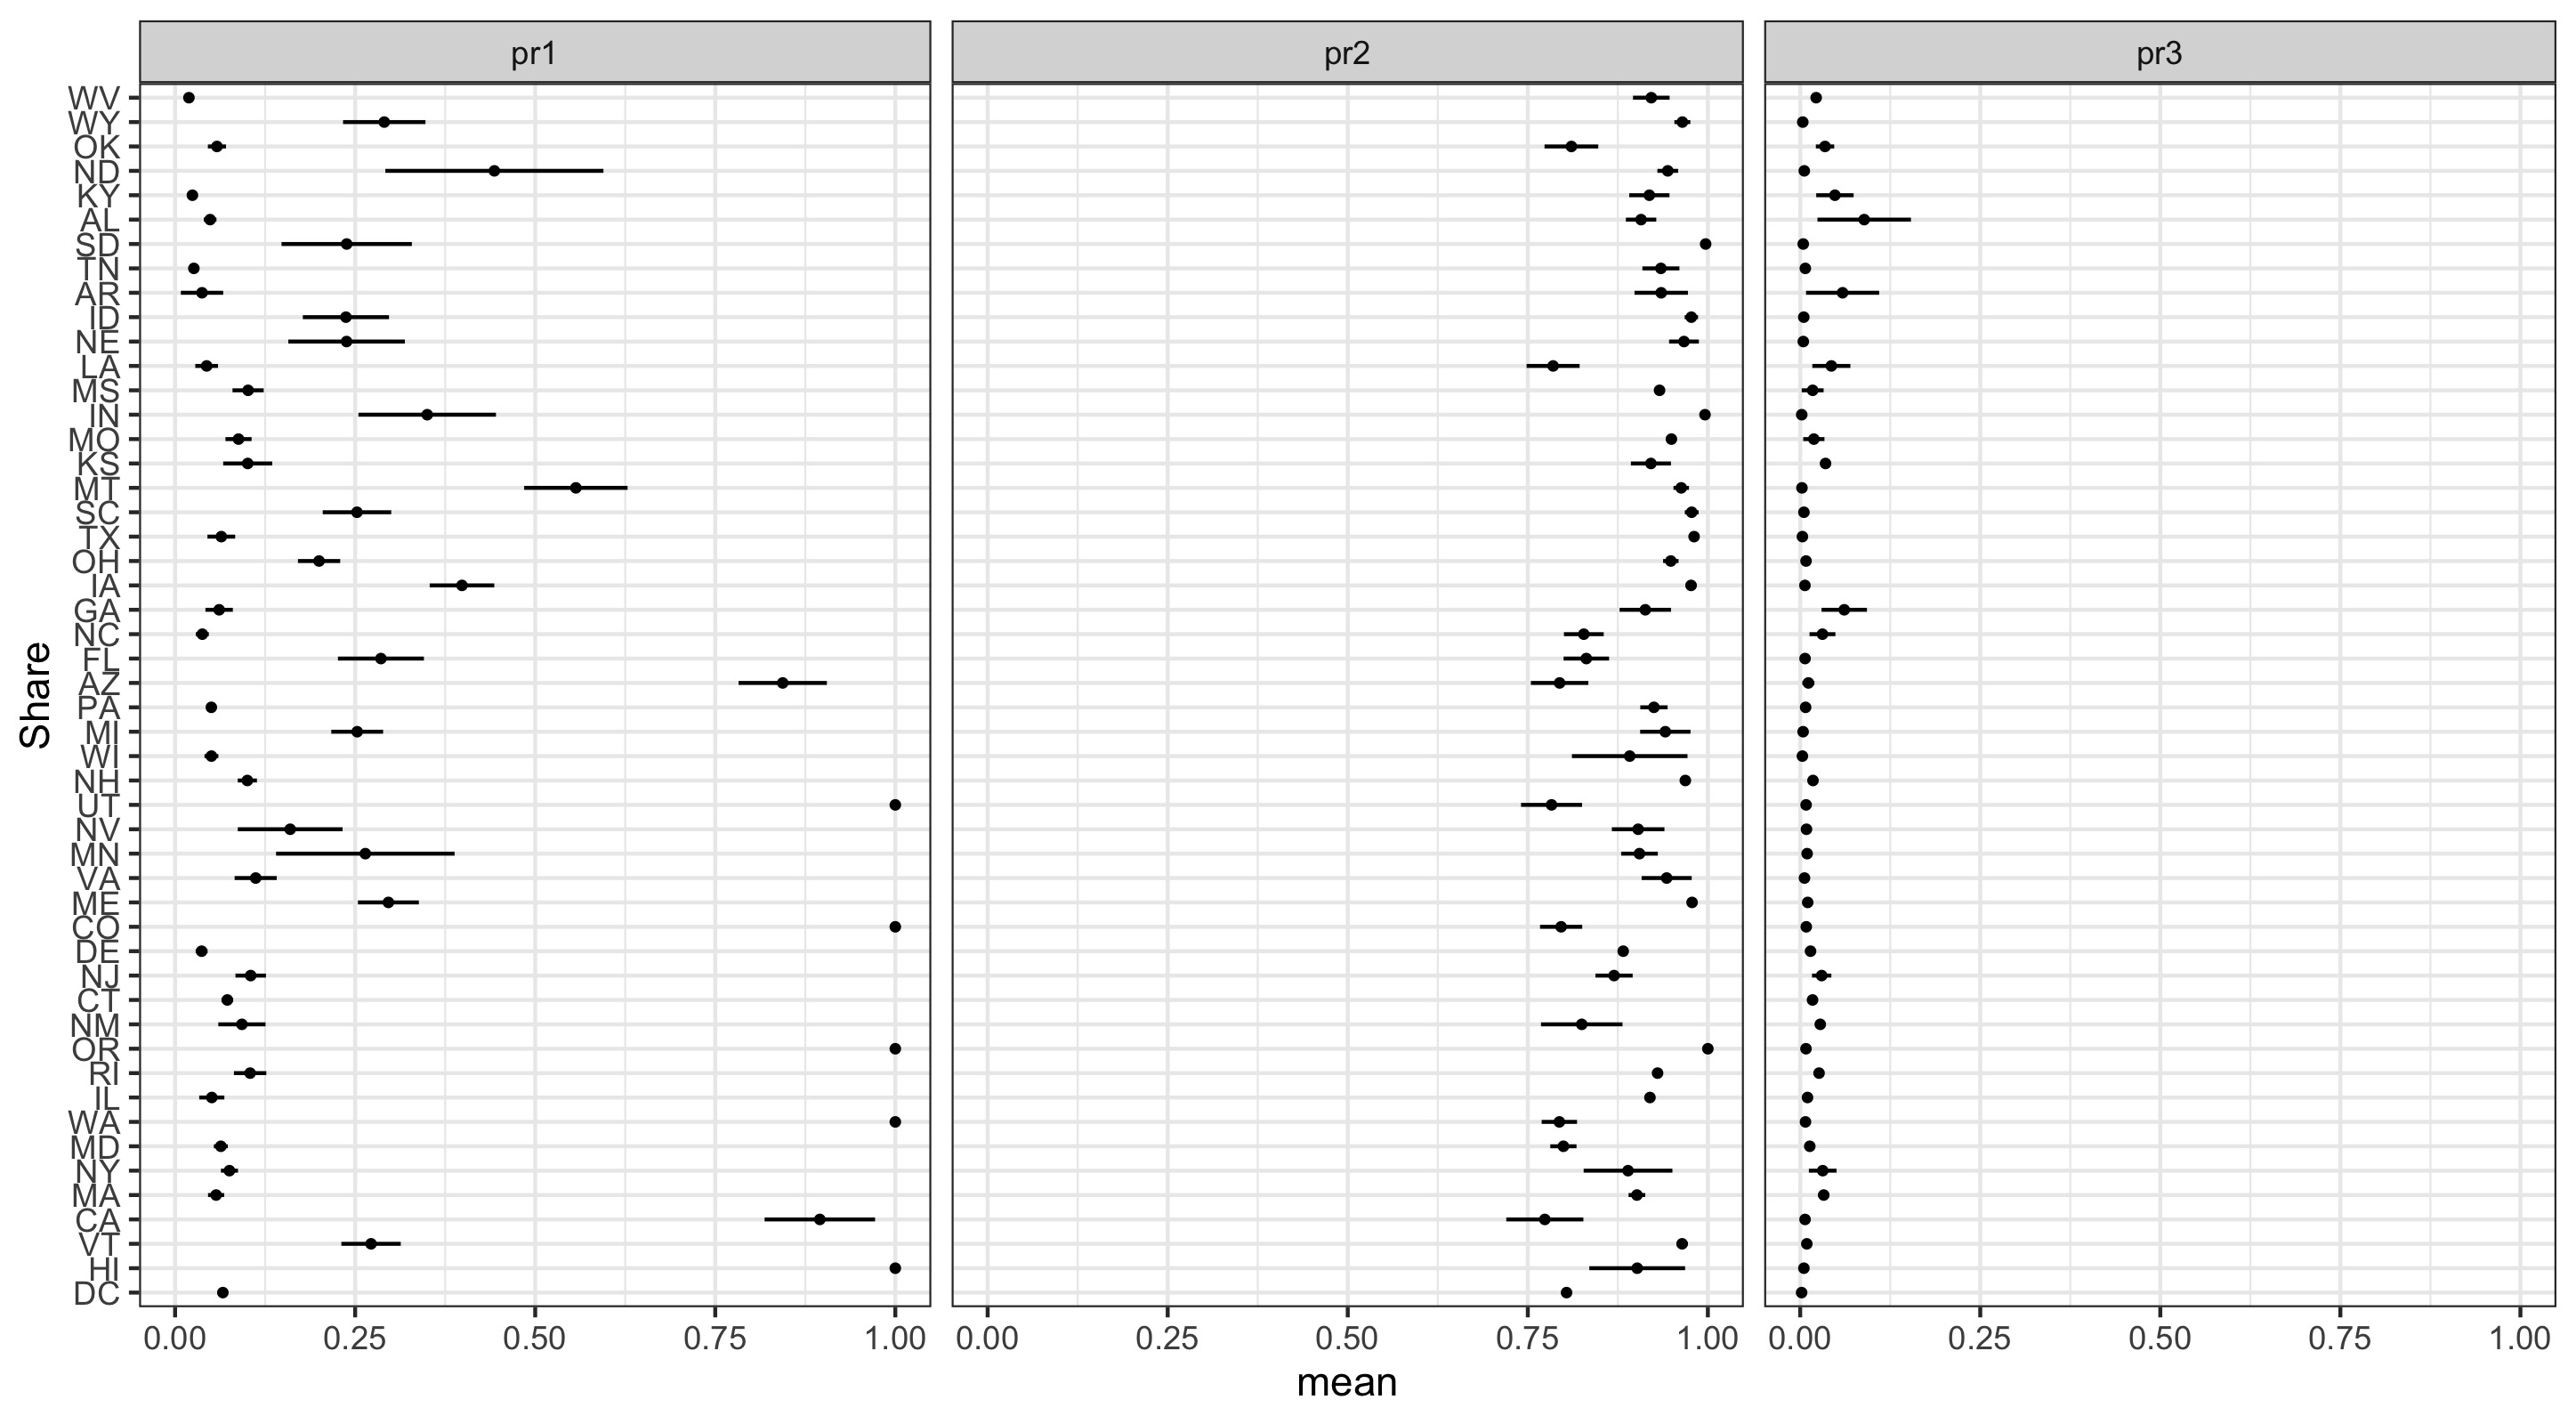 pr1 pr2 pr3
WV
WY
OK
ND
KY
AL
SD
TN
AR
ID
NE
LA
MS
IN
MO
KS
MT
SC
TX
OH
IA
GA
NC
FL
AZ
PA
MI
WI
NH
UT
NV
MN
VA
ME
CO
DE
NJ
CT
NM
OR
RI
IL
WA
MD
NY
MA
CA
VT
HI
DC
Share
0.00 0.25 0.50 0.75 1.00 0.00 0.25 0.50 0.75 1.00 0.00 0.25 0.50 0.75 1.00
mean